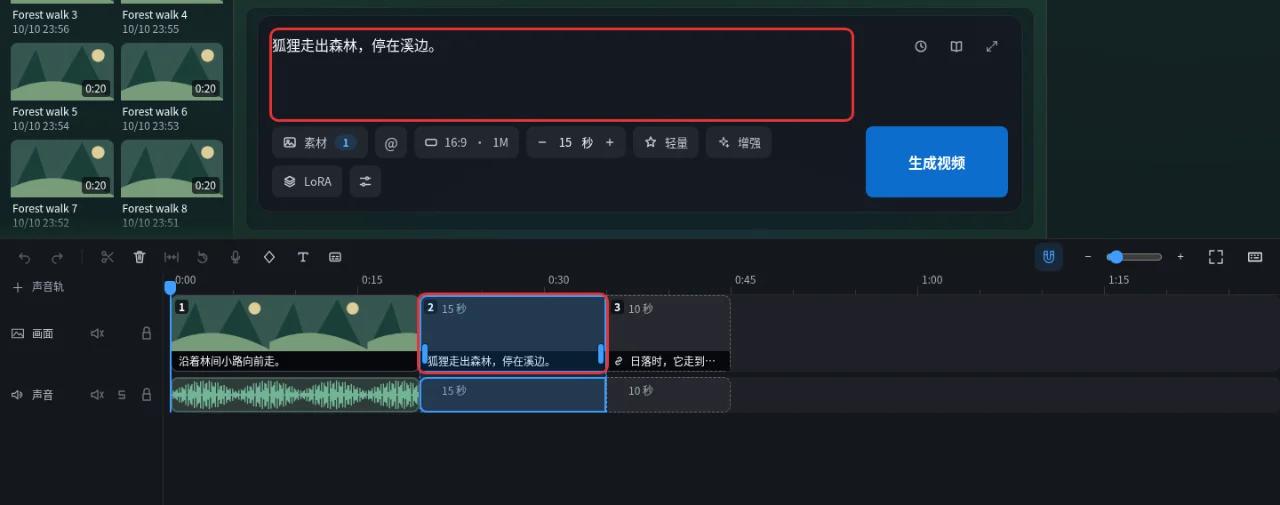 Forest walk 3
10/10 23:56
Forest walk 4
10/10 23:55
0:20
0:20
Forest walk 5
10/10 23:54
Forest walk 6
10/10 23:53
0:20
0:20
Forest walk 7
10/10 23:52
Forest walk 8
10/10 23:51
狐狸走出森林，停在溪边。
素材 1
@
16:9 · 1M
− 15 秒 +
轻量
增强
LoRA
生成视频
0:00
0:15
0:30
0:45
1:00
1:15
声音轨
画面
1
沿着林间小路向前走。
2 15 秒
狐狸走出森林，停在溪边。
3 10 秒
日落时，它走到⋯
声音
S
15 秒
10 秒